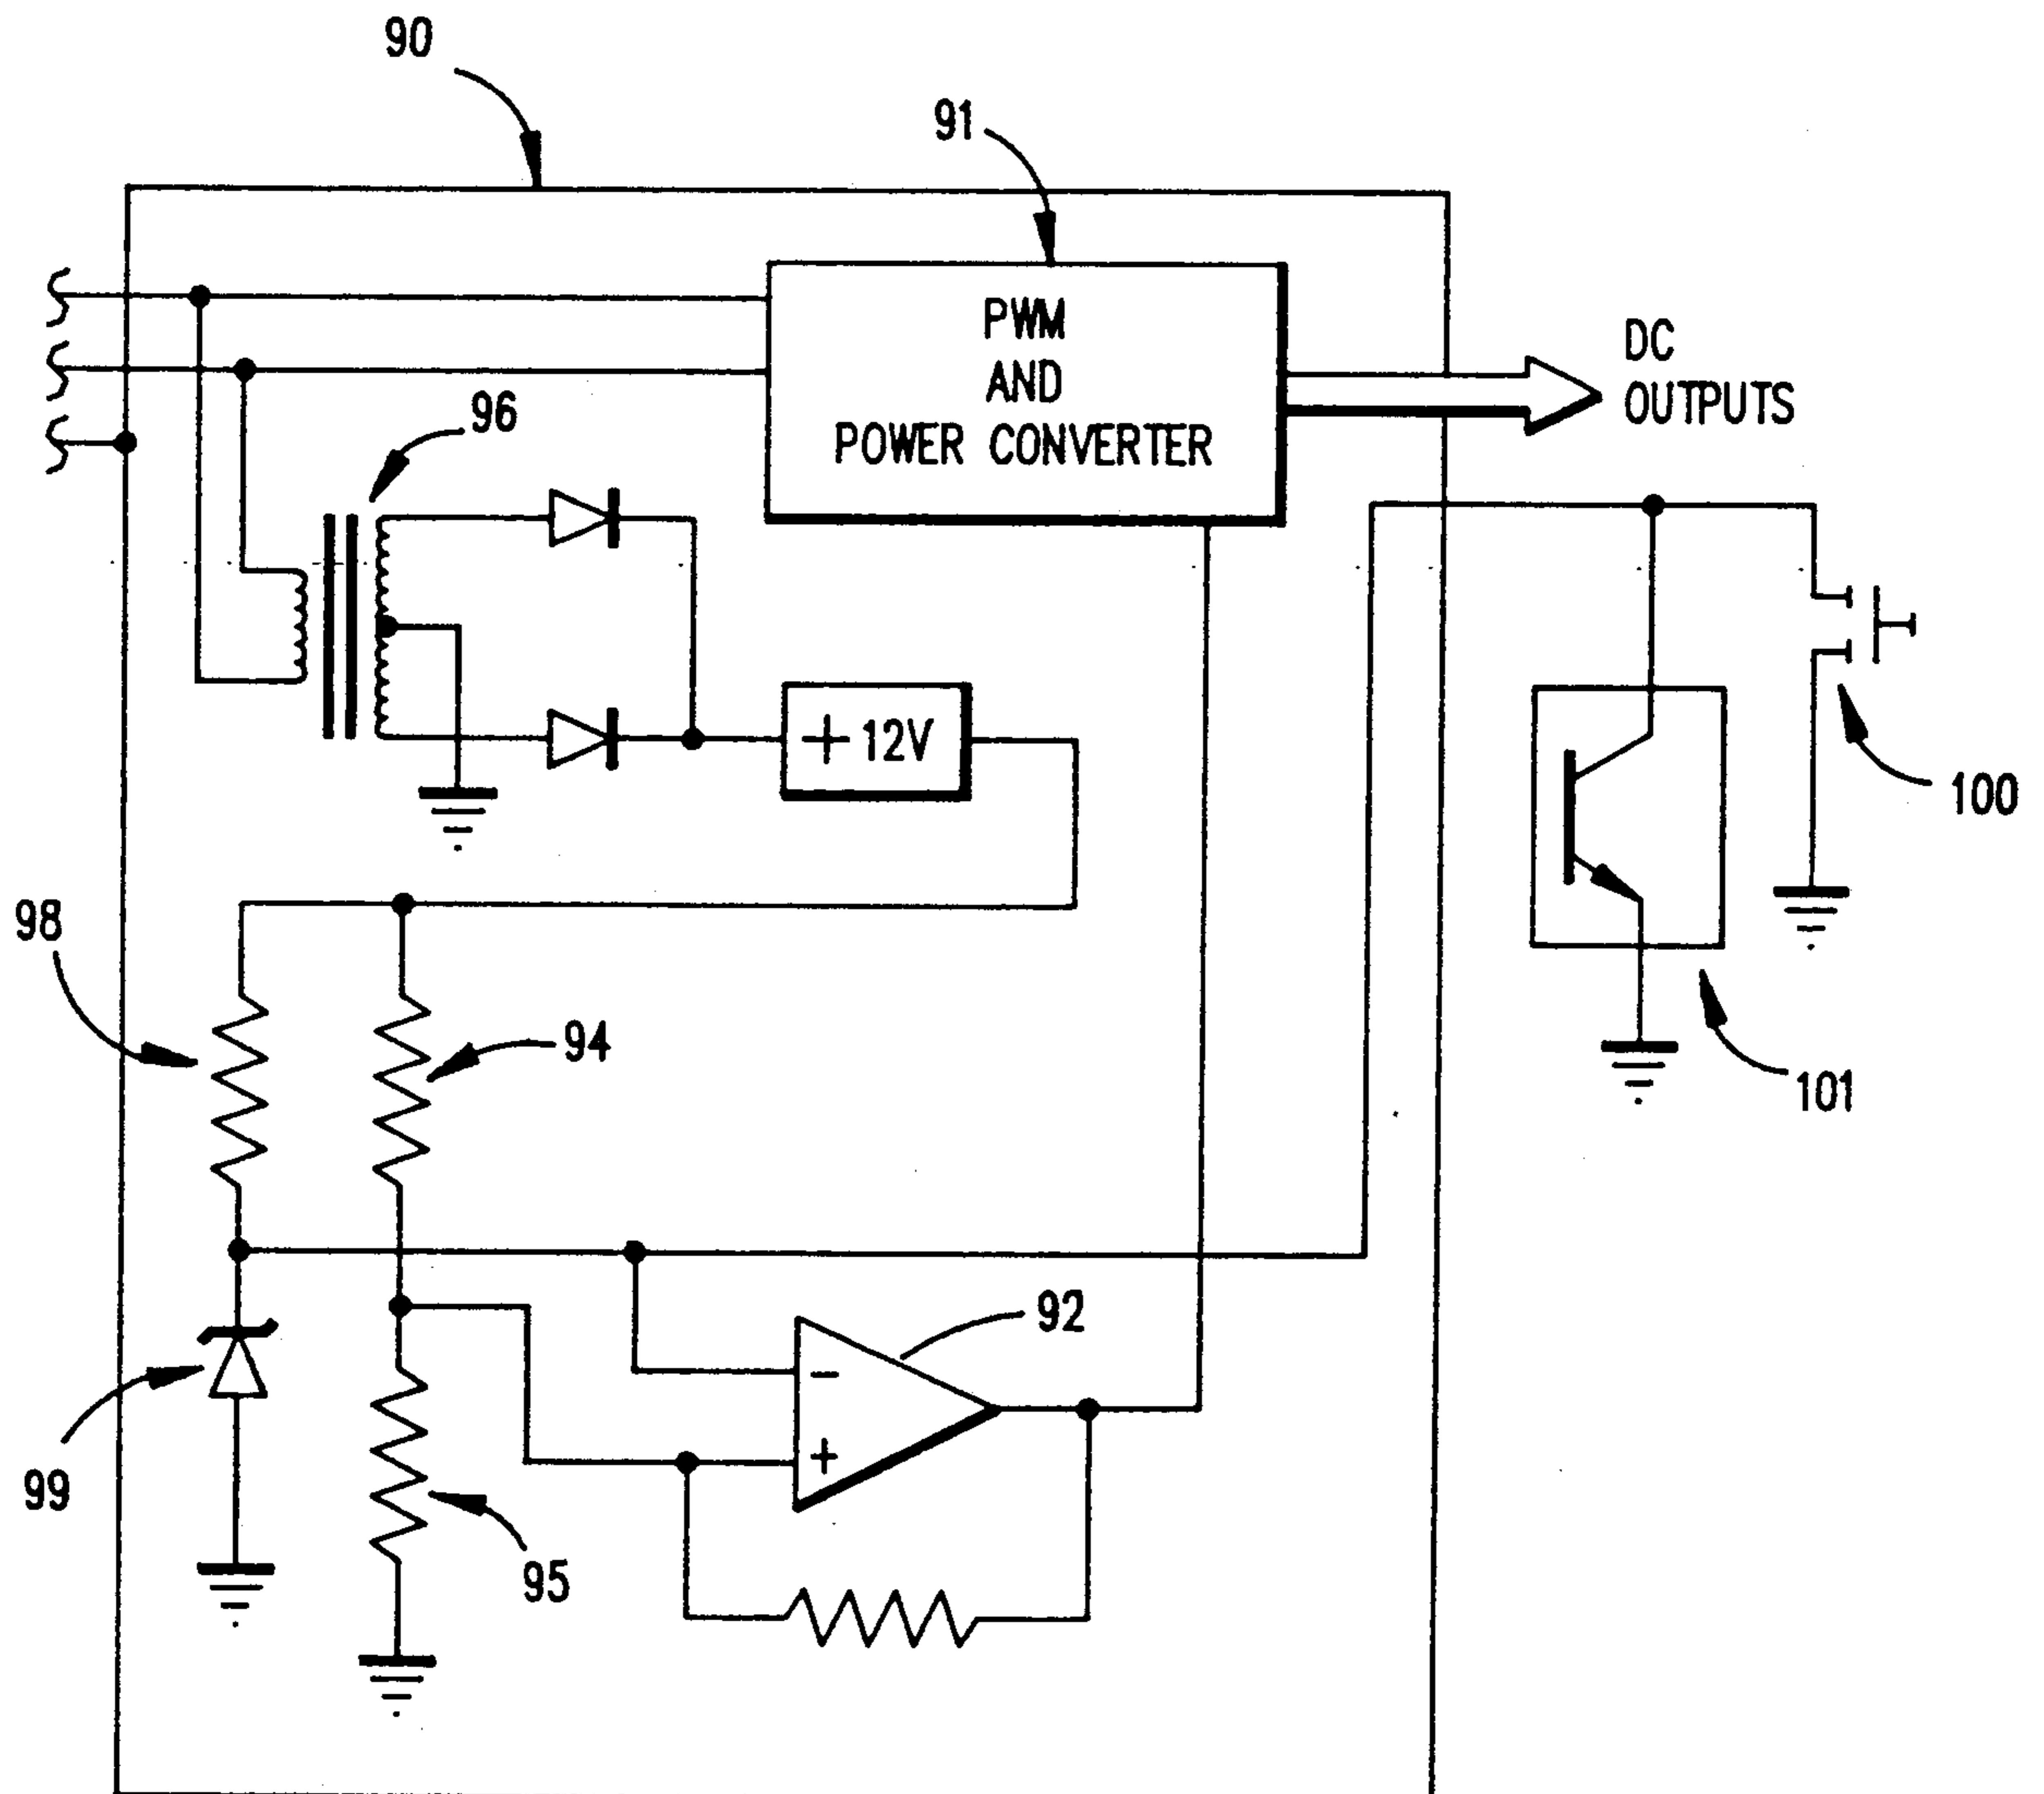 90
91
PWM
AND
POWER CONVERTER
DC
OUTPUTS
96
+12V
100
98
94
101
92
−
+
99
95